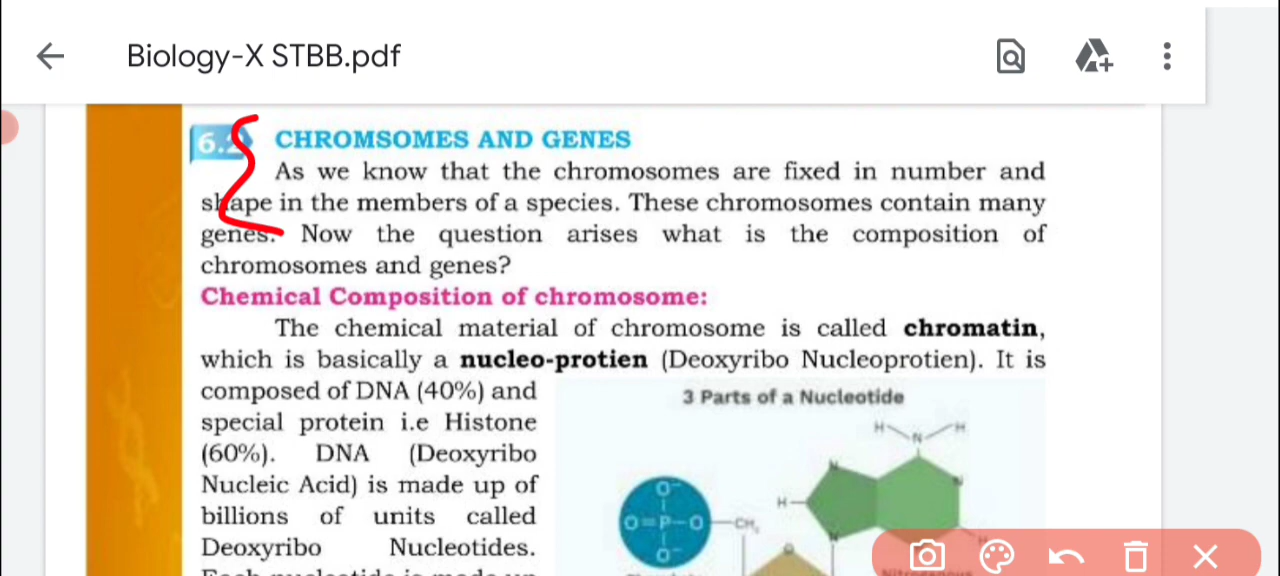 Biology-X STBB.pdf
6.2 CHROMSOMES AND GENES
As we know that the chromosomes are fixed in number and
shape in the members of a species. These chromosomes contain many
genes. Now the question arises what is the composition of
chromosomes and genes?
Chemical Composition of chromosome:
The chemical material of chromosome is called chromatin,
which is basically a nucleo-protien (Deoxyribo Nucleoprotien). It is
composed of DNA (40%) and
special protein i.e Histone
(60%). DNA (Deoxyribo
Nucleic Acid) is made up of
billions of units called
Deoxyribo Nucleotides.
3 Parts of a Nucleotide
H N H
N N
H
O
O=P-O CH₂
O
N
O